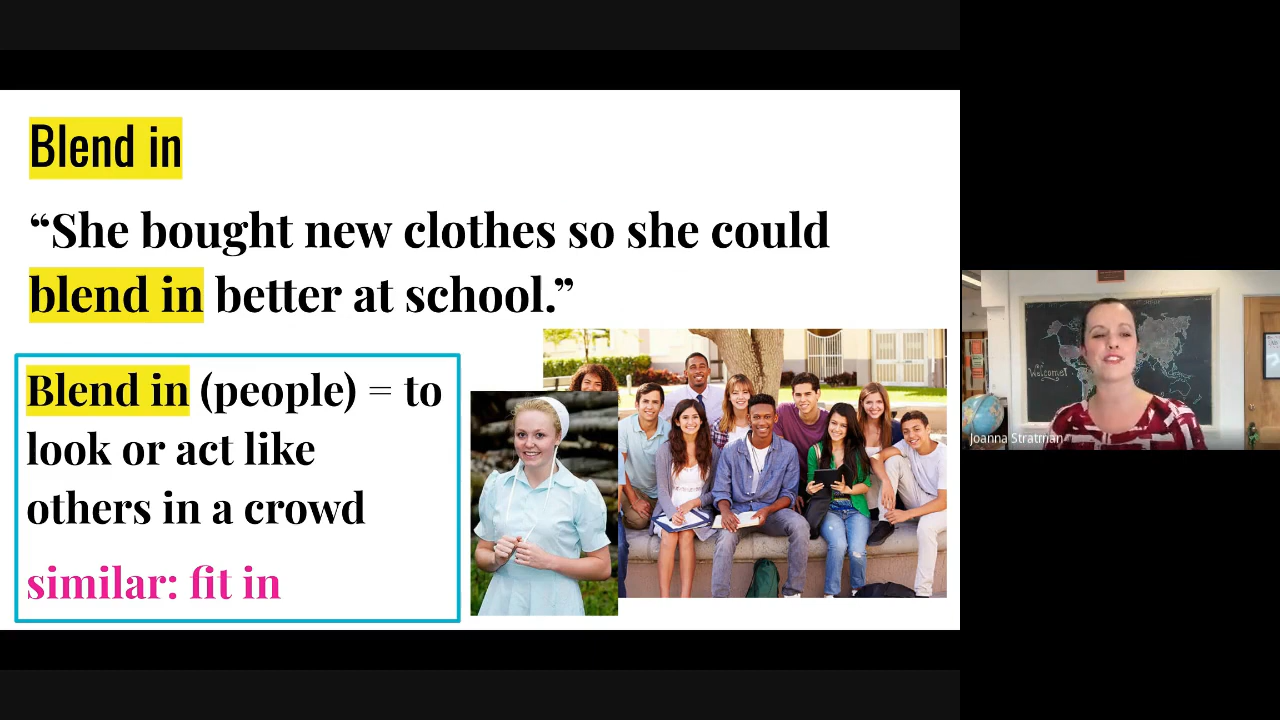 Blend in
“She bought new clothes so she could
blend in better at school.”
Blend in (people) = to
look or act like
others in a crowd
similar: fit in
Welcome!
Joanna Stratman